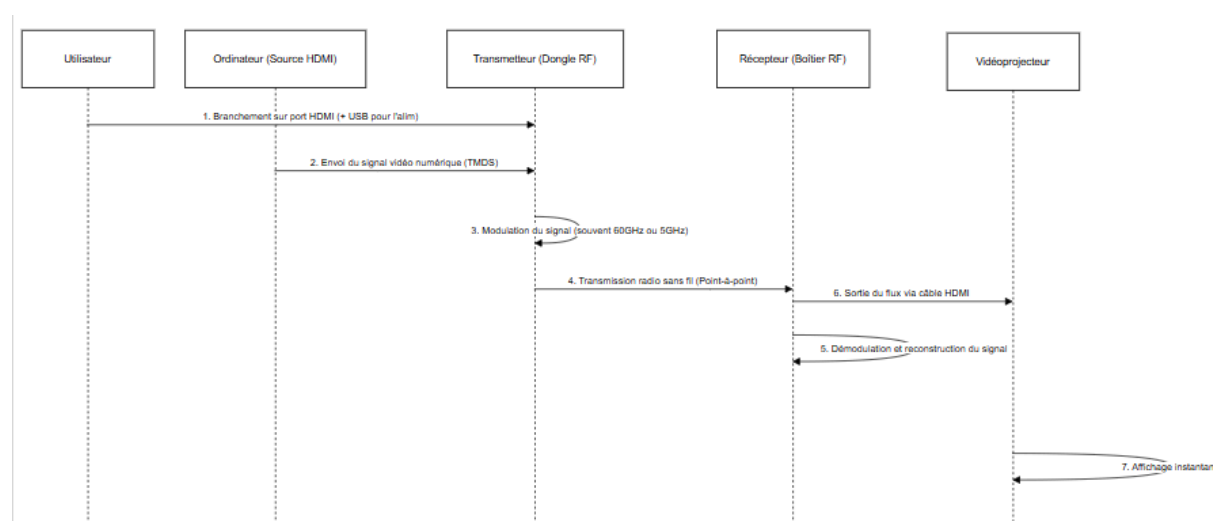 Utilisateur
Ordinateur (Source HDMI)
Transmetteur (Dongle RF)
Récepteur (Boîtier RF)
Vidéoprojecteur
1. Branchement sur port HDMI (+ USB pour l'alim)
2. Envoi du signal vidéo numérique (TMDS)
3. Modulation du signal (souvent 60GHz ou 5GHz)
4. Transmission radio sans fil (Point-à-point)
6. Sortie du flux via câble HDMI
5. Démodulation et reconstruction du signal
7. Affichage instantan